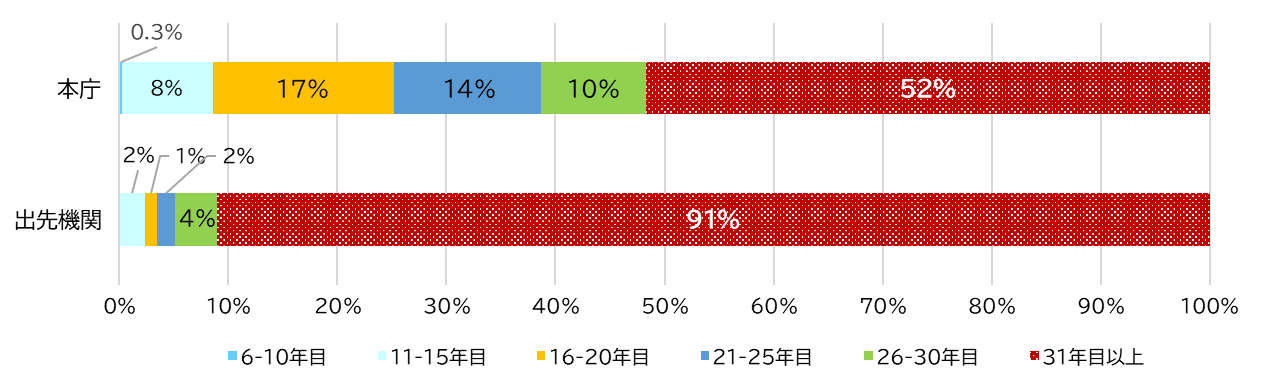 0.3%
本庁 8% 17% 14% 10% 52%
2% 1% 2%
出先機関 4% 91%
0% 10% 20% 30% 40% 50% 60% 70% 80% 90% 100%
6-10年目 11-15年目 16-20年目 21-25年目 26-30年目 31年目以上